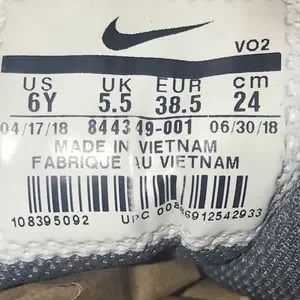 VO2
US UK EUR cm
6Y 5.5 38.5 24
04/17/18 844349-001 06/30/18
MADE IN VIETNAM
FABRIQUE AU VIETNAM
108395092 UPC